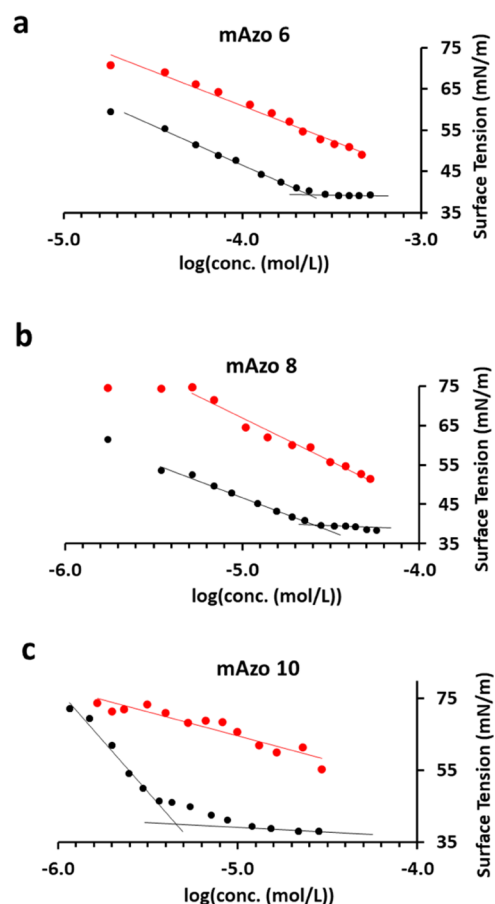 a
mAzo 6
75
65
55
45
35
Surface Tension (mN/m)
-5.0
-4.0
-3.0
log(conc. (mol/L))
b
mAzo 8
75
65
55
45
35
Surface Tension (mN/m)
-6.0
-5.0
-4.0
log(conc. (mol/L))
c
mAzo 10
75
55
35
Surface Tension (mN/m)
-6.0
-5.0
-4.0
log(conc. (mol/L))